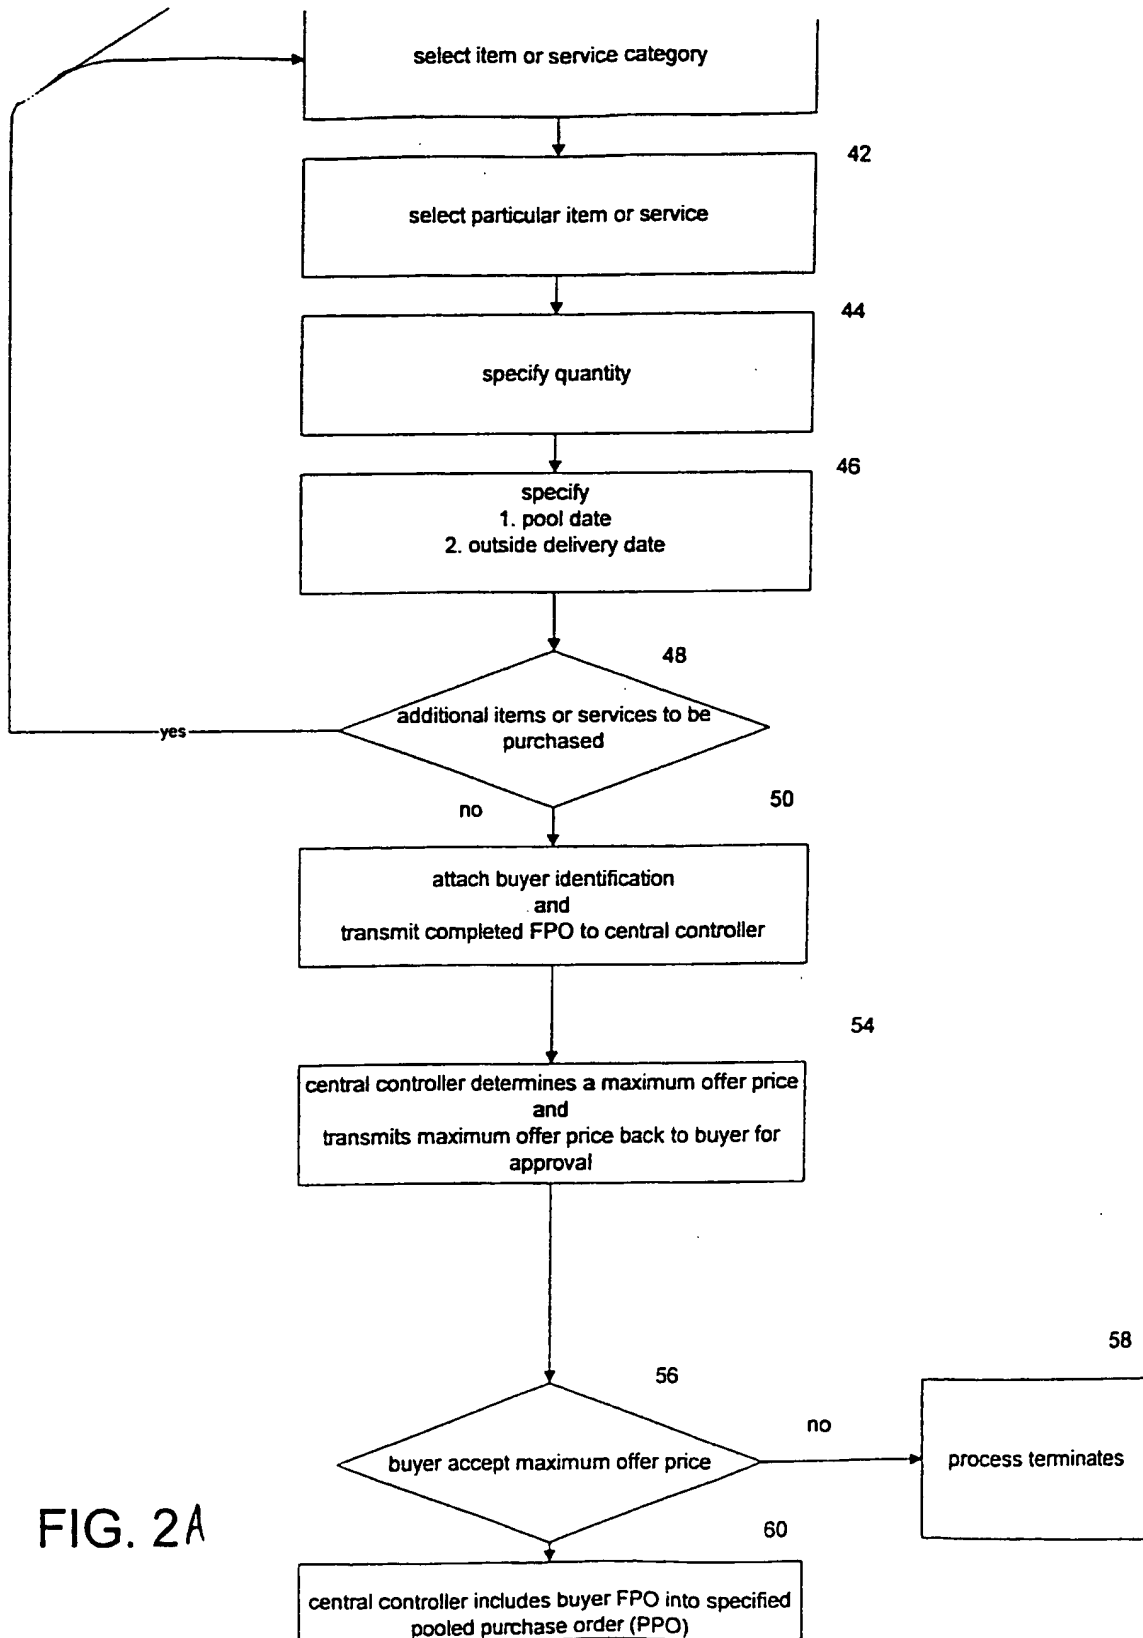 select item or service category
42
select particular item or service
44
specify quantity
46
specify
1. pool date
2. outside delivery date
48
additional items or services to be
purchased
yes
no
50
attach buyer identification
and
transmit completed FPO to central controller
54
central controller determines a maximum offer price
and
transmits maximum offer price back to buyer for
approval
56
buyer accept maximum offer price
no
58
process terminates
60
central controller includes buyer FPO into specified
pooled purchase order (PPO)
FIG. 2A